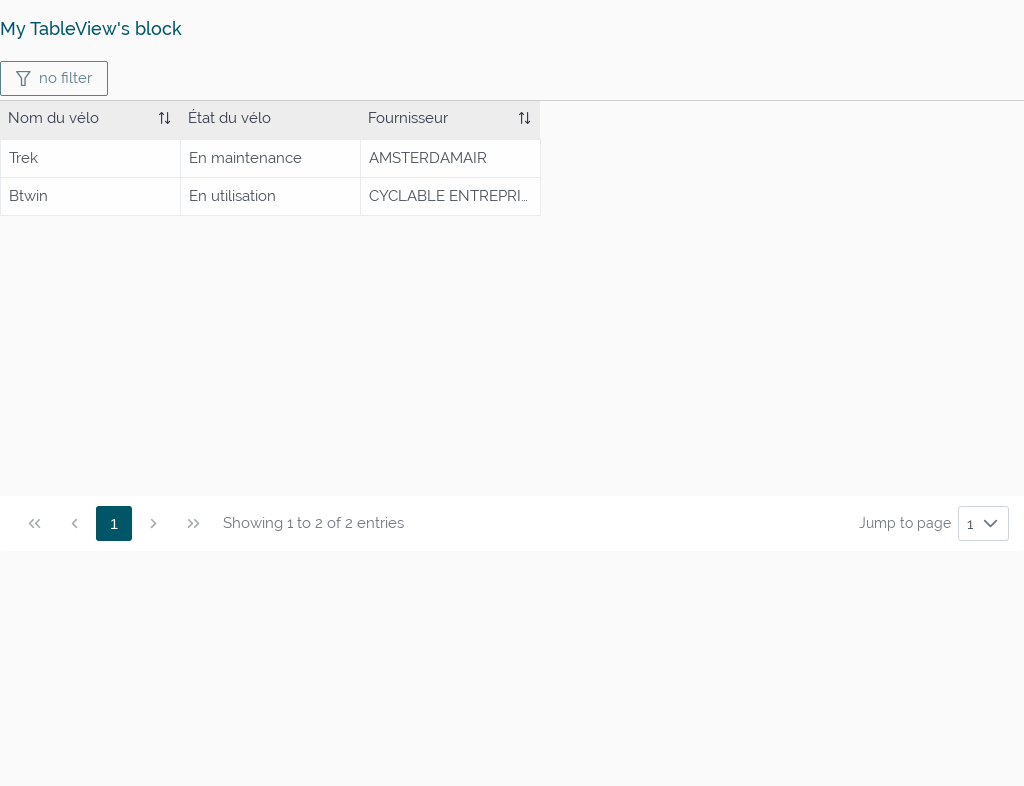 My TableView's block
no filter
Nom du vélo État du vélo Fournisseur
Trek En maintenance AMSTERDAMAIR
Btwin En utilisation CYCLABLE ENTREPRI...
1 Showing 1 to 2 of 2 entries Jump to page 1